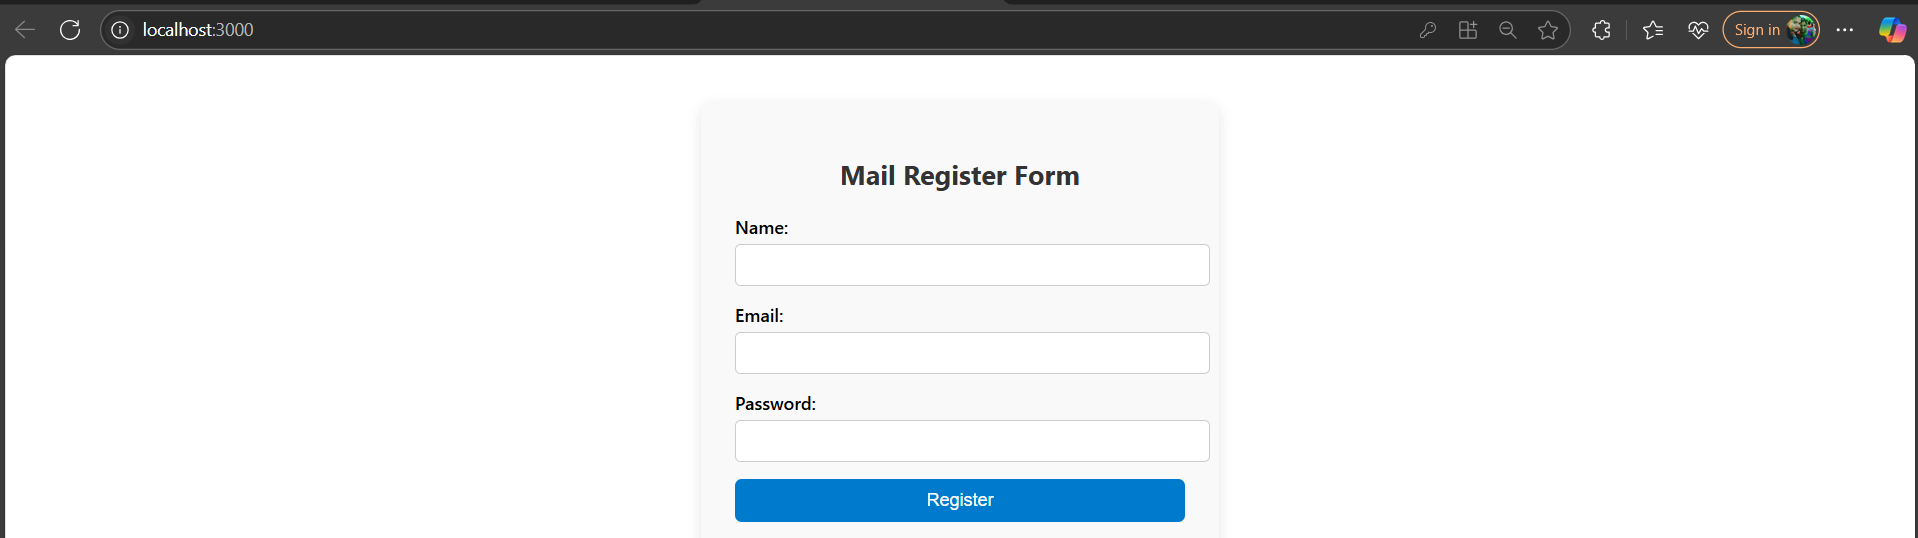 localhost:3000
Sign in
Mail Register Form
Name:
Email:
Password:
Register